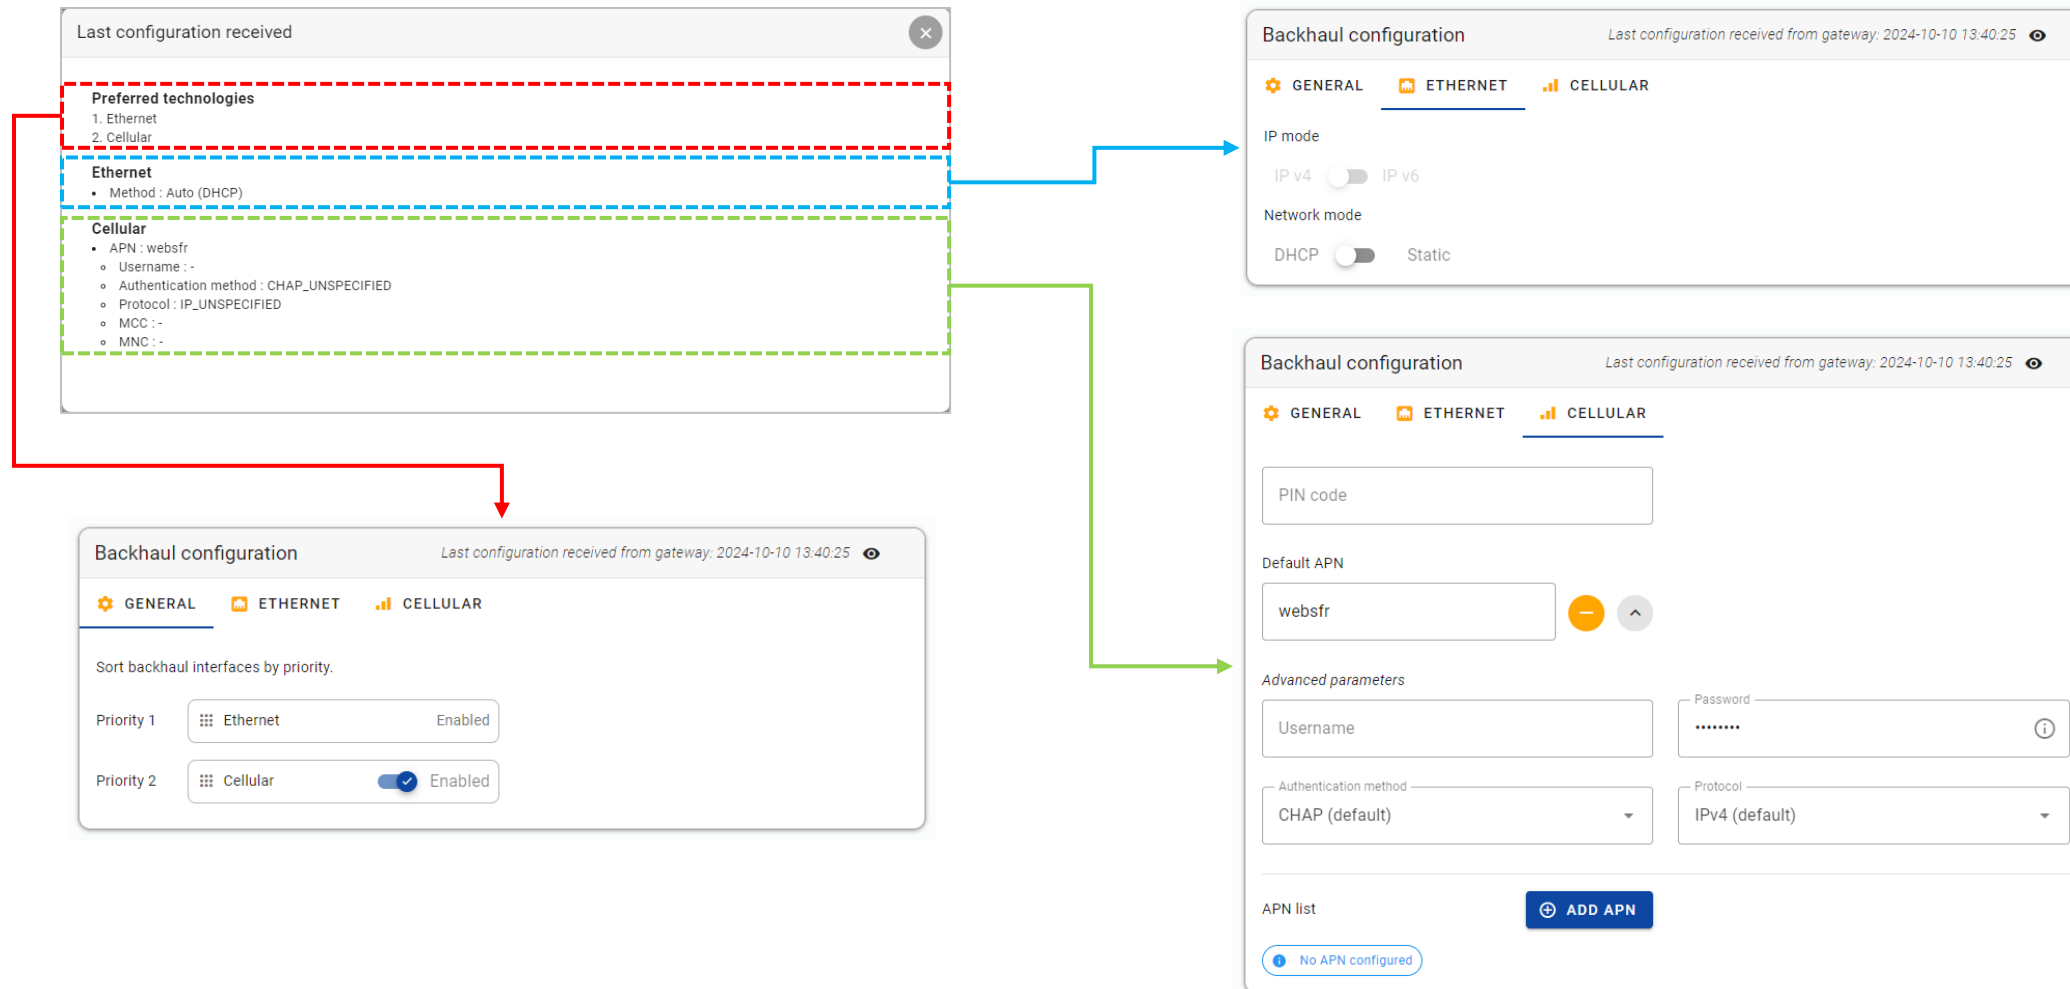 Last configuration received
Preferred technologies
1. Ethernet
2. Cellular
Ethernet
• Method : Auto (DHCP)
Cellular
• APN : websfr
◦ Username : -
◦ Authentication method : CHAP_UNSPECIFIED
◦ Protocol : IP_UNSPECIFIED
◦ MCC : -
◦ MNC : -
Backhaul configuration Last configuration received from gateway: 2024-10-10 13:40:25
GENERAL ETHERNET CELLULAR
Sort backhaul interfaces by priority.
Priority 1 Ethernet Enabled
Priority 2 Cellular Enabled
Backhaul configuration Last configuration received from gateway: 2024-10-10 13:40:25
GENERAL ETHERNET CELLULAR
IP mode
IP v4 IP v6
Network mode
DHCP Static
Backhaul configuration Last configuration received from gateway: 2024-10-10 13:40:25
GENERAL ETHERNET CELLULAR
PIN code
Default APN
websfr
Advanced parameters
Username
Password
••••••••
Authentication method
CHAP (default)
Protocol
IPv4 (default)
APN list ADD APN
No APN configured